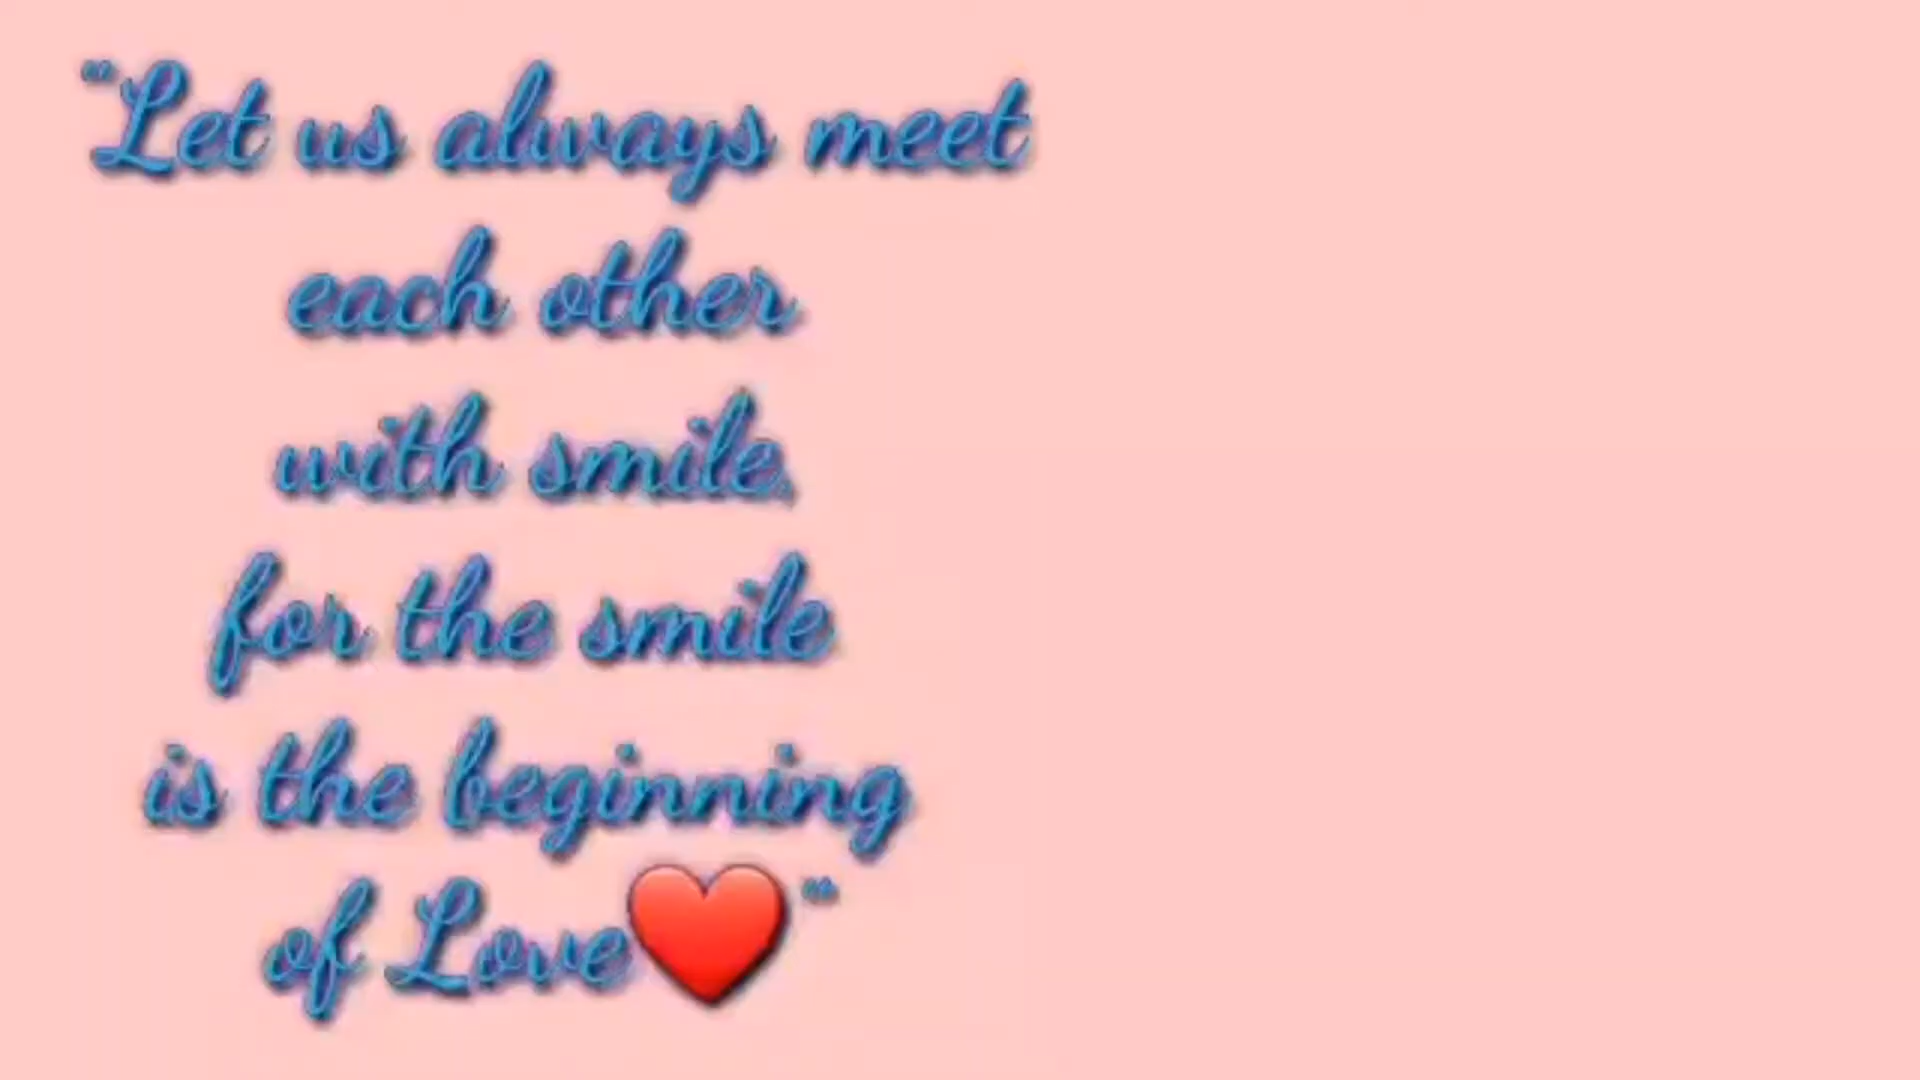 "Let us always meet
each other
with smile,
for the smile
is the beginning
of Love❤️"